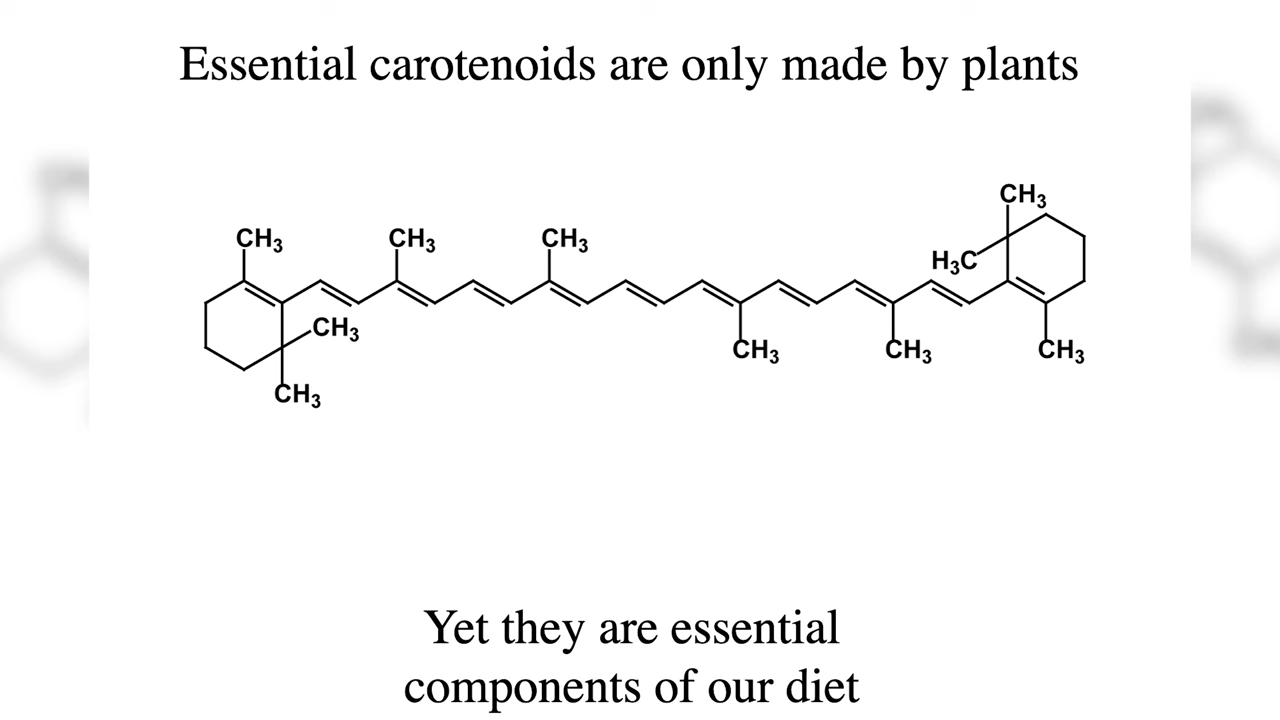 Essential carotenoids are only made by plants
CH₃
CH₃
CH₃
CH₃
H₃C
CH₃
CH₃
CH₃
CH₃
CH₃
CH₃
Yet they are essential
components of our diet